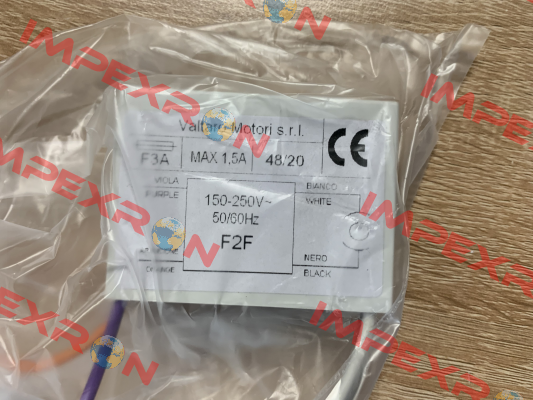 Valtaro Motori s.r.l.
F3A MAX 1,5A 48/20 CE
VIOLA
PURPLE
150-250V~
50/60Hz
F2F
BIANCO
WHITE
NERO
BLACK
ORANGE
IMPEXRON
IMPEXRON
IMPEXRON
IMPEXRON